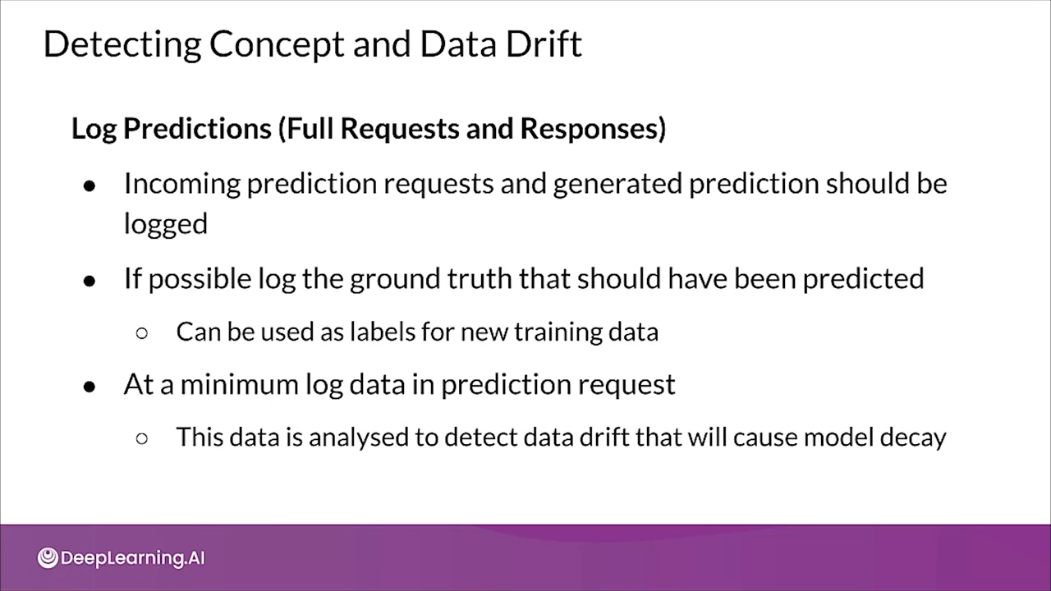 Detecting Concept and Data Drift
Log Predictions (Full Requests and Responses)
● Incoming prediction requests and generated prediction should be
logged
● If possible log the ground truth that should have been predicted
○ Can be used as labels for new training data
● At a minimum log data in prediction request
○ This data is analysed to detect data drift that will cause model decay
DeepLearning.AI